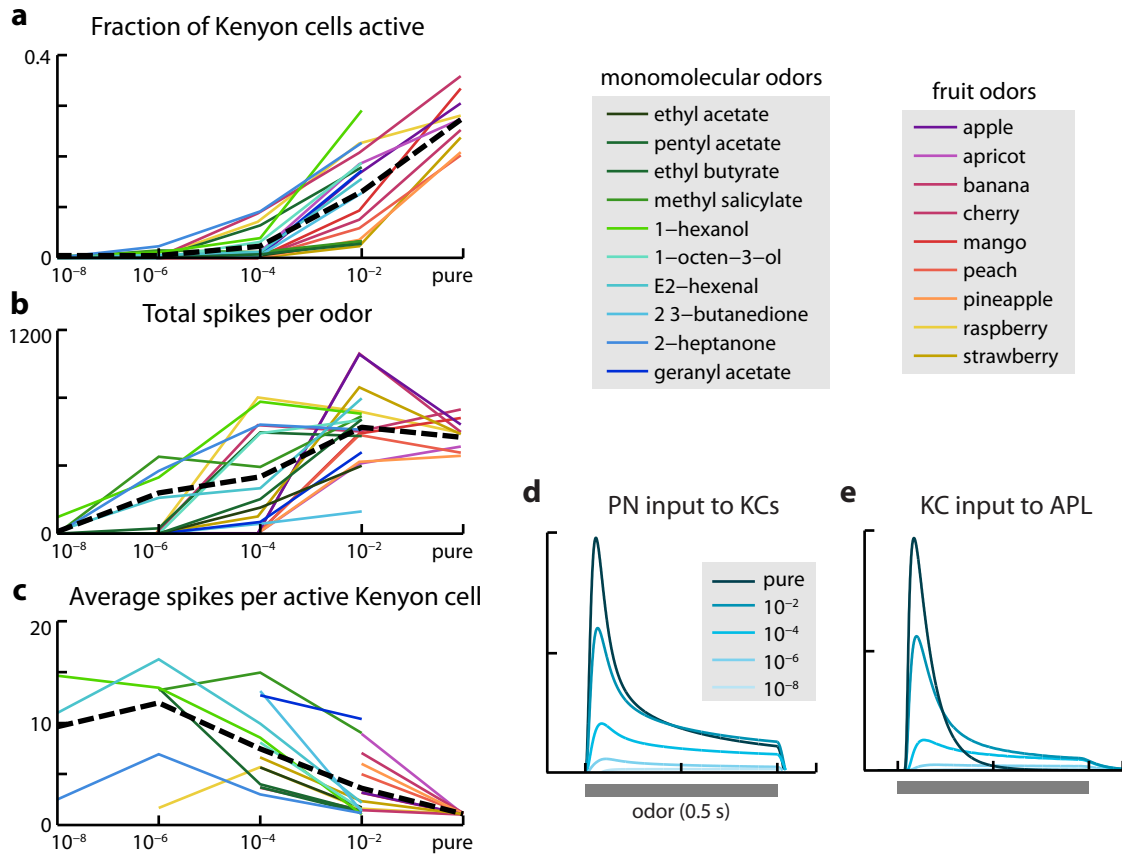 a
Fraction of Kenyon cells active
0.4
0
10⁻⁸ 10⁻⁶ 10⁻⁴ 10⁻² pure
monomolecular odors
ethyl acetate
pentyl acetate
ethyl butyrate
methyl salicylate
1−hexanol
1−octen−3−ol
E2−hexenal
2 3−butanedione
2−heptanone
geranyl acetate
fruit odors
apple
apricot
banana
cherry
mango
peach
pineapple
raspberry
strawberry
b
Total spikes per odor
1200
0
10⁻⁸ 10⁻⁶ 10⁻⁴ 10⁻² pure
c
Average spikes per active Kenyon cell
20
10
0
10⁻⁸ 10⁻⁶ 10⁻⁴ 10⁻² pure
d
PN input to KCs
pure
10⁻²
10⁻⁴
10⁻⁶
10⁻⁸
odor (0.5 s)
e
KC input to APL